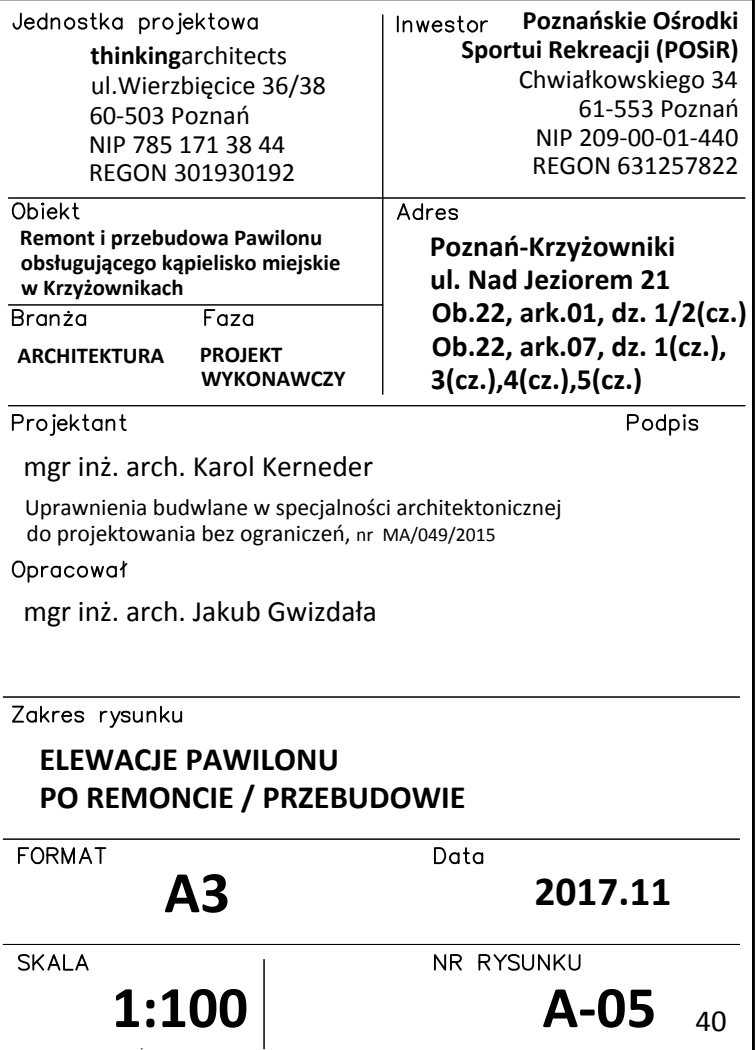 Jednostka projektowa
thinkingarchitects
ul.Wierzbięcice 36/38
60-503 Poznań
NIP 785 171 38 44
REGON 301930192
Inwestor
Poznańskie Ośrodki
Sportui Rekreacji (POSiR)
Chwiałkowskiego 34
61-553 Poznań
NIP 209-00-01-440
REGON 631257822
Obiekt
Remont i przebudowa Pawilonu
obsługującego kąpielisko miejskie
w Krzyżownikach
Adres
Poznań-Krzyżowniki
ul. Nad Jeziorem 21
Ob.22, ark.01, dz. 1/2(cz.)
Ob.22, ark.07, dz. 1(cz.),
3(cz.),4(cz.),5(cz.)
Branża
ARCHITEKTURA
Faza
PROJEKT
WYKONAWCZY
Projektant
Podpis
mgr inż. arch. Karol Kerneder
Uprawnienia budwlane w specjalności architektonicznej
do projektowania bez ograniczeń, nr MA/049/2015
Opracował
mgr inż. arch. Jakub Gwizdała
Zakres rysunku
ELEWACJE PAWILONU
PO REMONCIE / PRZEBUDOWIE
FORMAT
A3
Data
2017.11
SKALA
1:100
NR RYSUNKU
A-05
40